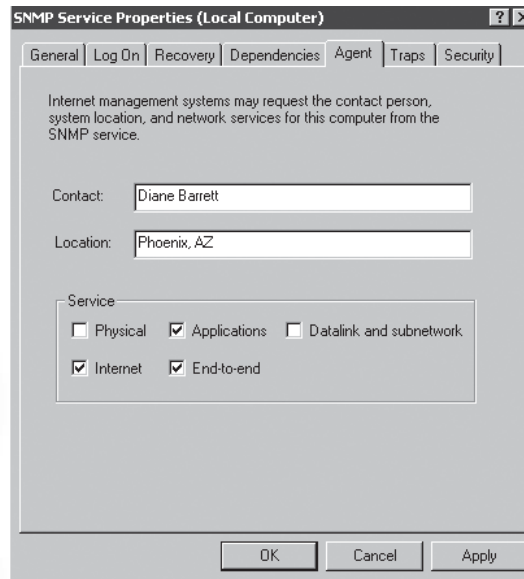 SNMP Service Properties (Local Computer)
General Log On Recovery Dependencies Agent Traps Security
Internet management systems may request the contact person,
system location, and network services for this computer from the
SNMP service.
Contact: Diane Barrett
Location: Phoenix, AZ
Service
Physical Applications Datalink and subnetwork
Internet End-to-end
OK Cancel Apply